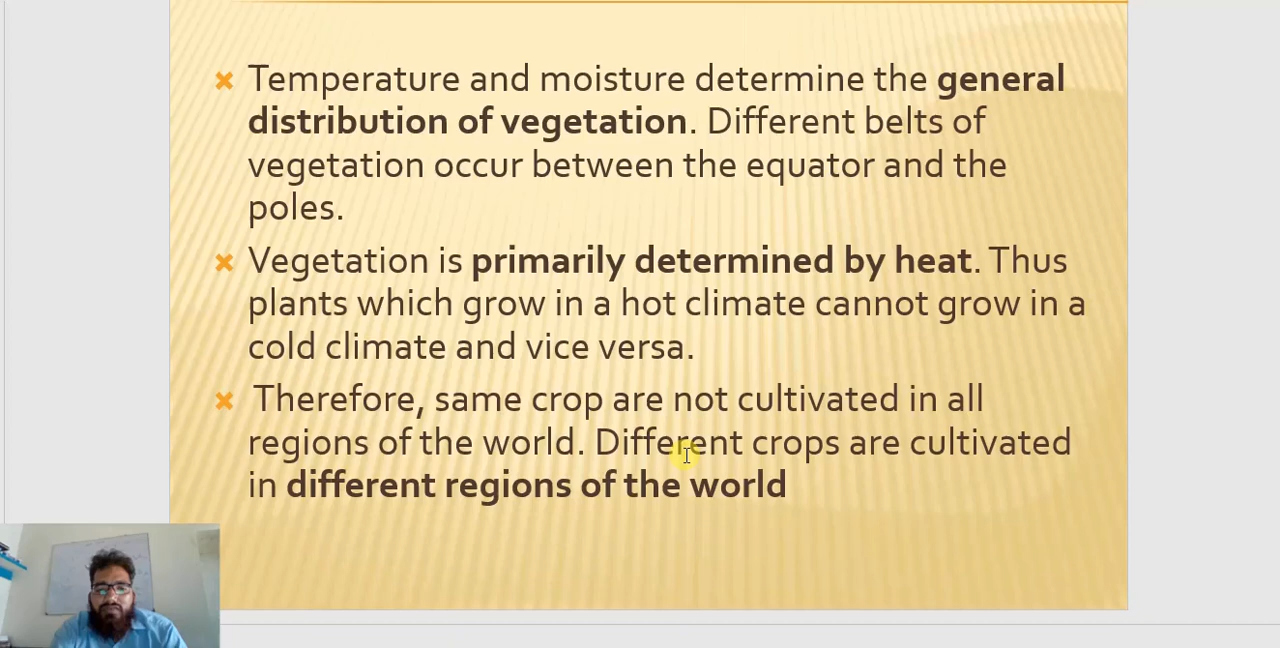 Temperature and moisture determine the general
distribution of vegetation. Different belts of
vegetation occur between the equator and the
poles.
Vegetation is primarily determined by heat. Thus
plants which grow in a hot climate cannot grow in a
cold climate and vice versa.
Therefore, same crop are not cultivated in all
regions of the world. Different crops are cultivated
in different regions of the world